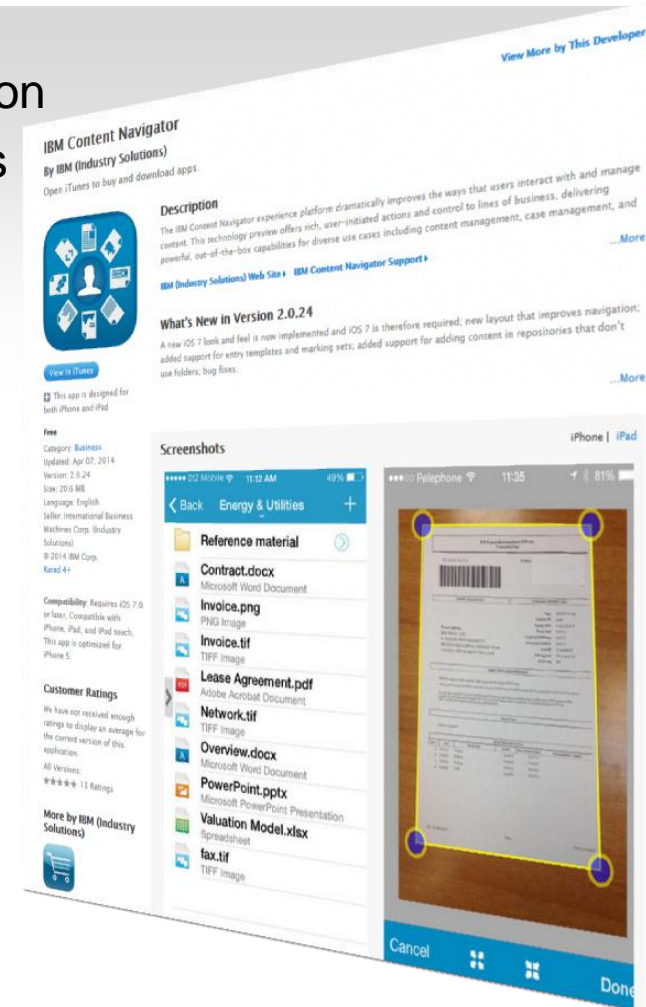 on
s
View More by This Developer
IBM Content Navigator
By IBM (Industry Solutions)
Open iTunes to buy and download apps.
Description
The IBM Content Navigator experience platform dramatically improves the ways that users interact with and manage
content. This technology preview offers rich, user-initiated actions and control to lines of business, delivering
powerful, out-of-the-box capabilities for diverse use cases including content management, case management, and
...More
IBM (Industry Solutions) Web Site
IBM Content Navigator Support
What's New in Version 2.0.24
A new iOS 7 look and feel is now implemented and iOS 7 is therefore required; new layout that improves navigation;
added support for entry templates and marking sets; added support for adding content in repositories that don't
use folders; bug fixes.
...More
View in iTunes
This app is designed for
both iPhone and iPad
Free
Category: Business
Updated: Apr 07, 2014
Version: 2.0.24
Size: 20.6 MB
Language: English
Seller: International Business
Machines Corp. (Industry
Solutions)
© 2014 IBM Corp.
Rated 4+
Compatibility: Requires iOS 7.0
or later. Compatible with
iPhone, iPad, and iPod touch.
This app is optimized for
iPhone 5.
Customer Ratings
We have not received enough
ratings to display an average for
the current version of this
application.
All Versions:
13 Ratings
More by IBM (Industry
Solutions)
Screenshots
iPhone | iPad
012 Mobile 11:12 AM 49%
Back Energy & Utilities +
Reference material
Contract.docx
Microsoft Word Document
Invoice.png
PNG Image
Invoice.tif
TIFF Image
Lease Agreement.pdf
Adobe Acrobat Document
Network.tif
TIFF Image
Overview.docx
Microsoft Word Document
PowerPoint.pptx
Microsoft PowerPoint Presentation
Valuation Model.xlsx
Spreadsheet
fax.tif
TIFF Image
Pelephone 11:35 81%
Cancel
Done